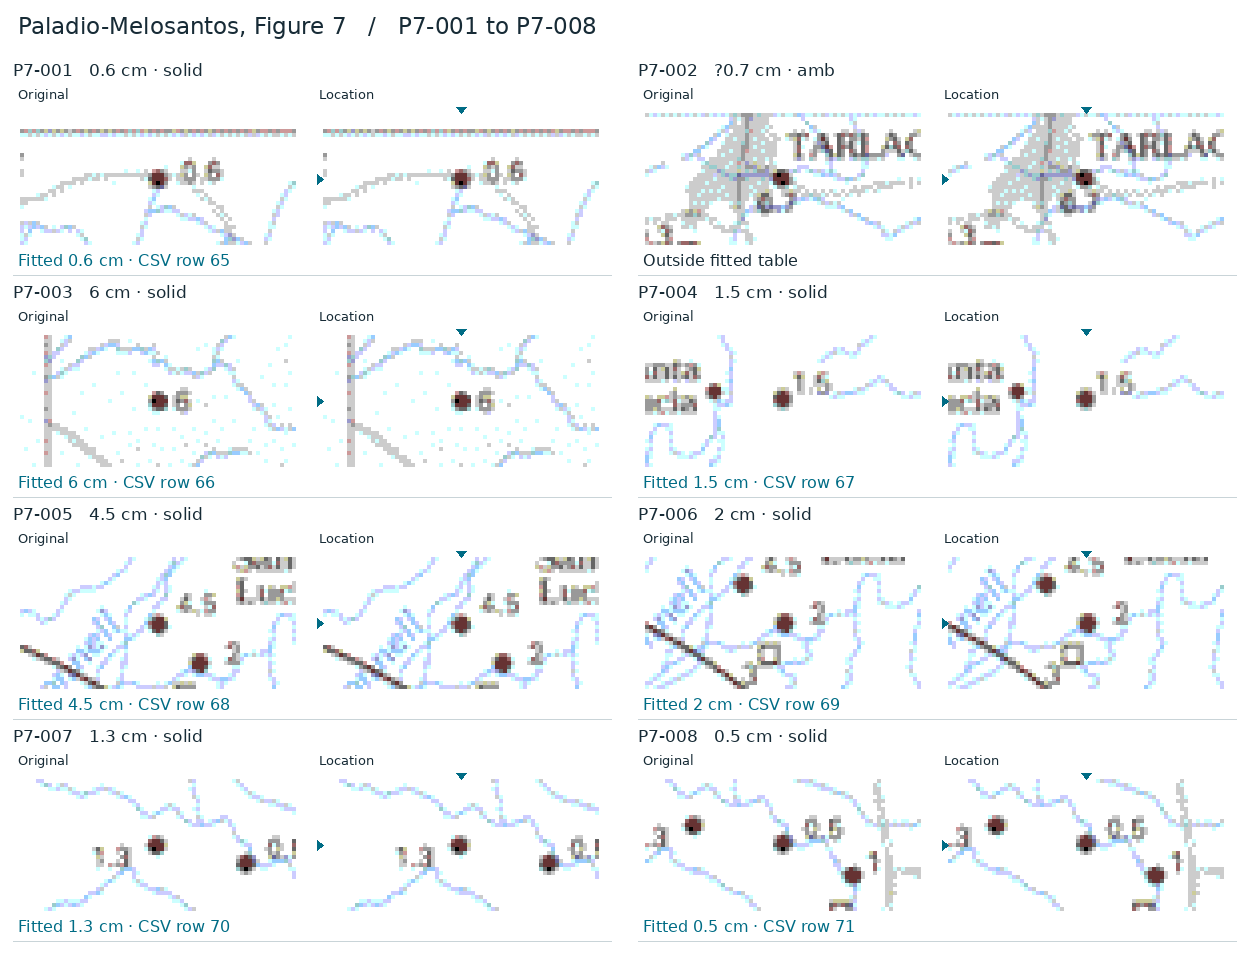 Paladio-Melosantos, Figure 7 / P7-001 to P7-008
P7-001 0.6 cm · solid
Original
Location
0.6
0.6
Fitted 0.6 cm · CSV row 65
P7-002 ?0.7 cm · amb
Original
Location
TARLAC
0.7
TARLAC
0.7
Outside fitted table
P7-003 6 cm · solid
Original
Location
6
6
Fitted 6 cm · CSV row 66
P7-004 1.5 cm · solid
Original
Location
1.5
1.5
Fitted 1.5 cm · CSV row 67
P7-005 4.5 cm · solid
Original
Location
4.5
2
4.5
2
Fitted 4.5 cm · CSV row 68
P7-006 2 cm · solid
Original
Location
4.5
2
4.5
2
Fitted 2 cm · CSV row 69
P7-007 1.3 cm · solid
Original
Location
1.3
1.3
Fitted 1.3 cm · CSV row 70
P7-008 0.5 cm · solid
Original
Location
.3
0.5
1
.3
0.5
1
Fitted 0.5 cm · CSV row 71